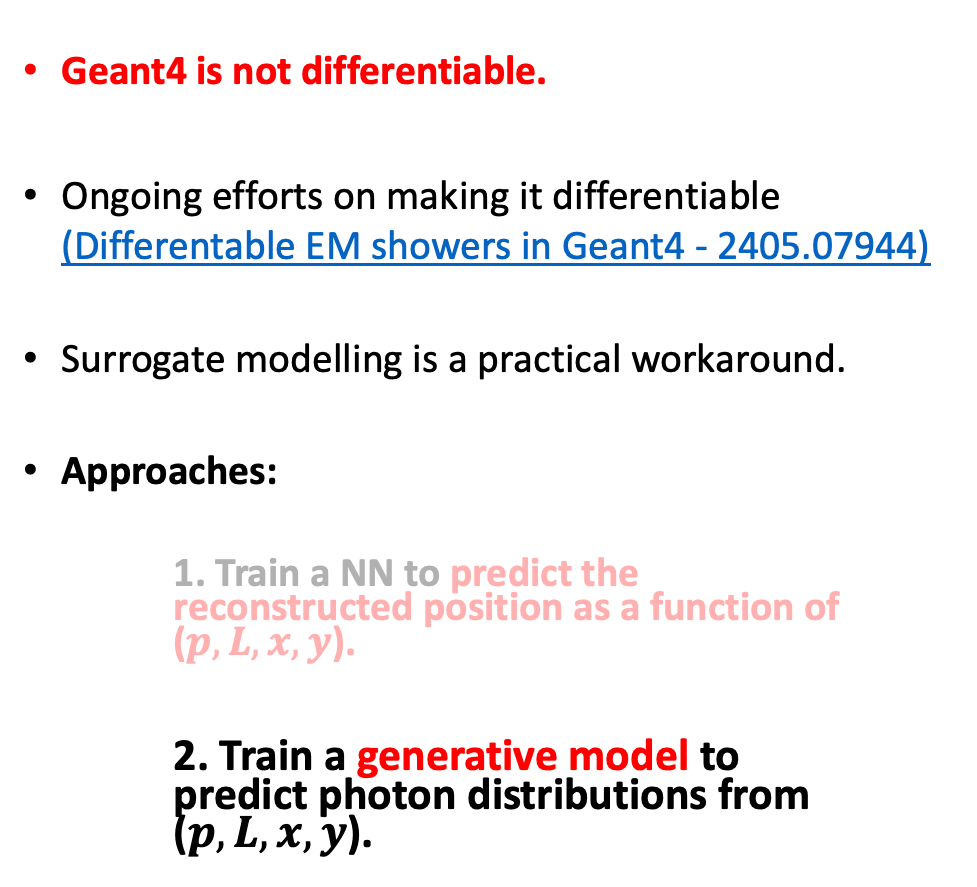 • Geant4 is not differentiable.
• Ongoing efforts on making it differentiable
(Differentable EM showers in Geant4 - 2405.07944)
• Surrogate modelling is a practical workaround.
• Approaches:
1. Train a NN to predict the
reconstructed position as a function of
(p, L, x, y).
2. Train a generative model to
predict photon distributions from
(p, L, x, y).